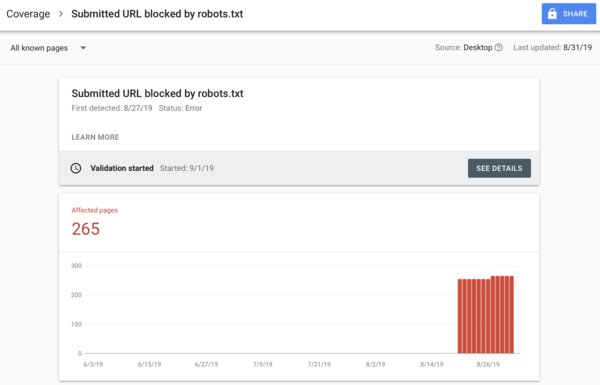 Coverage > Submitted URL blocked by robots.txt
SHARE
All known pages
Source: Desktop Last updated: 8/31/19
Submitted URL blocked by robots.txt
First detected: 8/27/19 Status: Error
LEARN MORE
Validation started Started: 9/1/19
SEE DETAILS
Affected pages
265
300
200
100
0
6/3/19 6/15/19 6/27/19 7/9/19 7/21/19 8/2/19 8/14/19 8/26/19